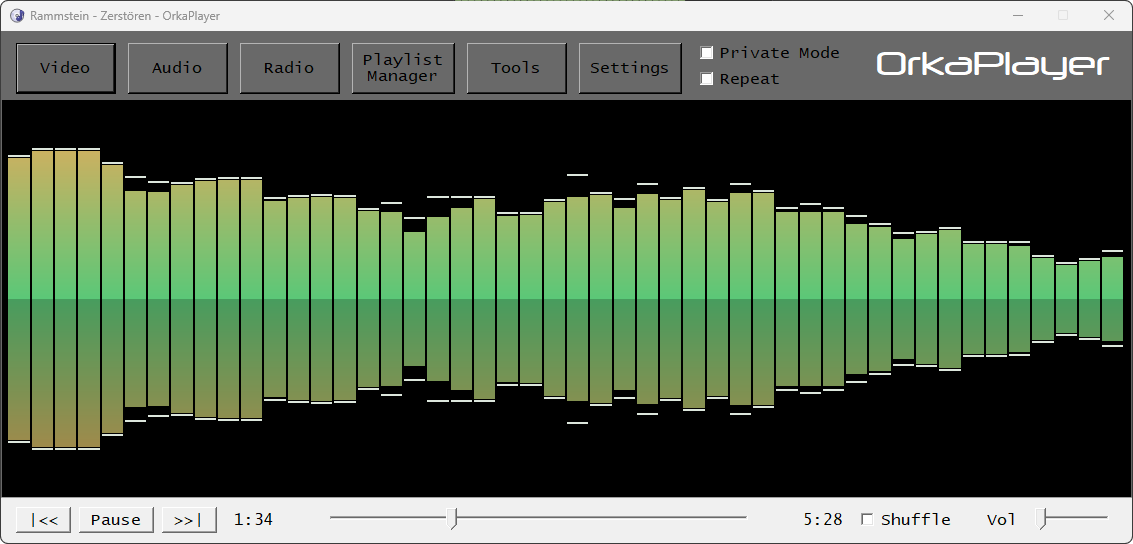 Rammstein - Zerstören - OrkaPlayer
Video
Audio
Radio
Playlist
Manager
Tools
Settings
Private Mode
Repeat
OrkaPlayer
|<<
Pause
>>|
1:34
5:28
Shuffle
Vol